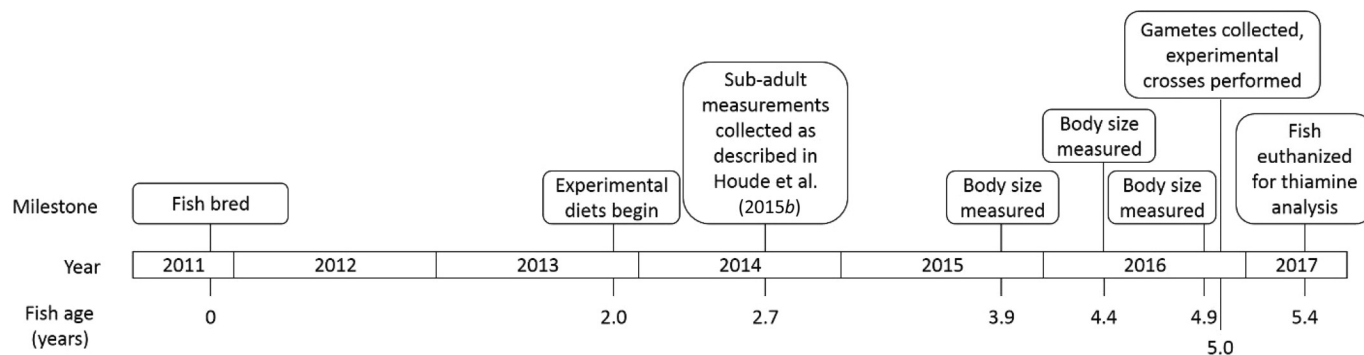 Gametes collected,
experimental
crosses performed
Sub-adult
measurements
collected as
described in
Houde et al.
(2015b)
Body size
measured
Fish
euthanized
for thiamine
analysis
Milestone
Fish bred
Experimental
diets begin
Body size
measured
Body size
measured
Year
2011 2012 2013 2014 2015 2016 2017
Fish age
(years)
0 2.0 2.7 3.9 4.4 4.9 5.4
5.0